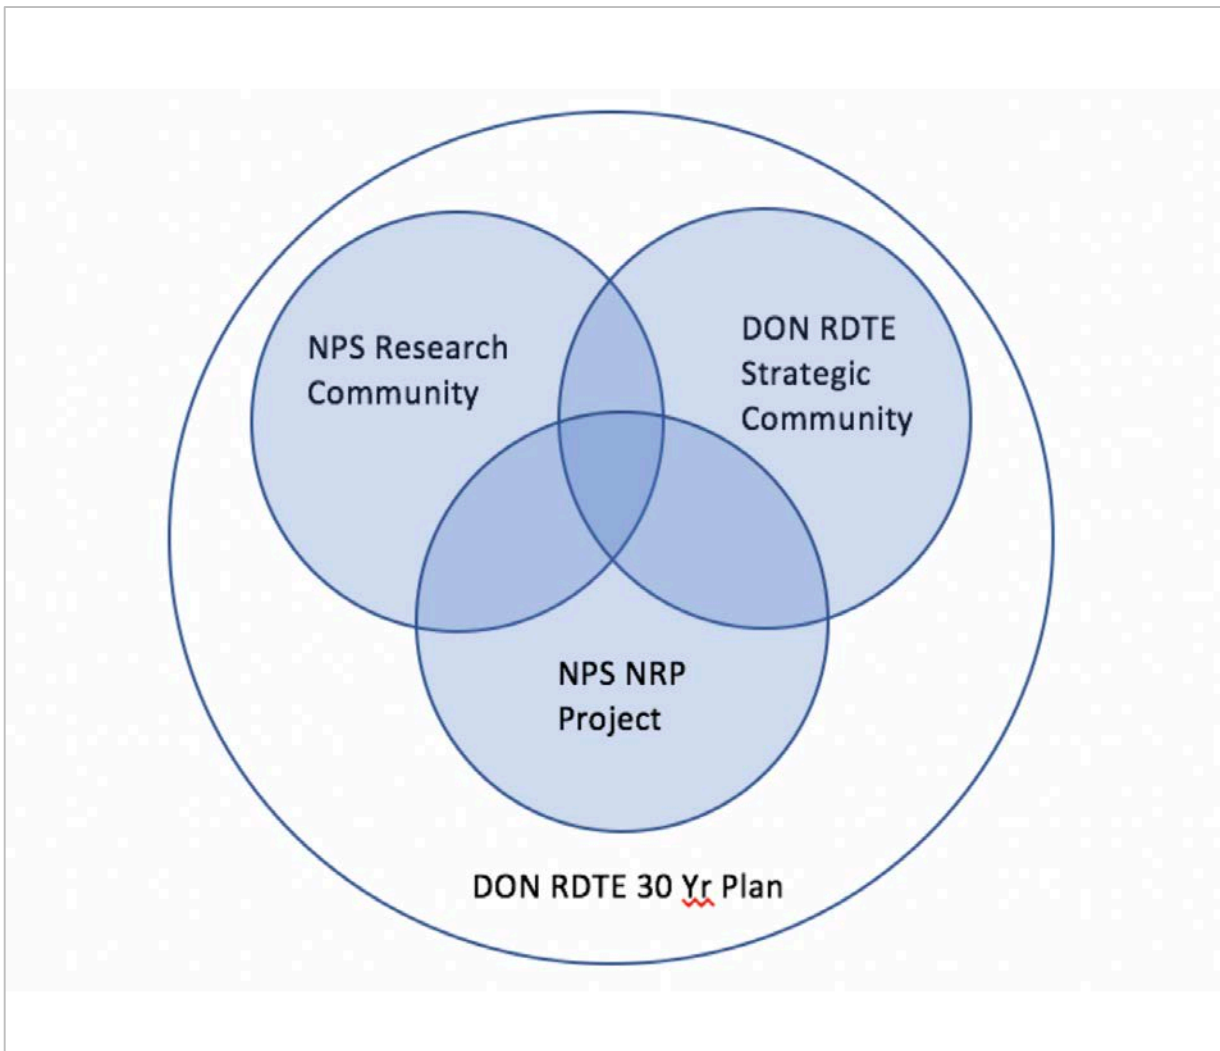 NPS Research
Community
DON RDTE
Strategic
Community
NPS NRP
Project
DON RDTE 30 Yr Plan